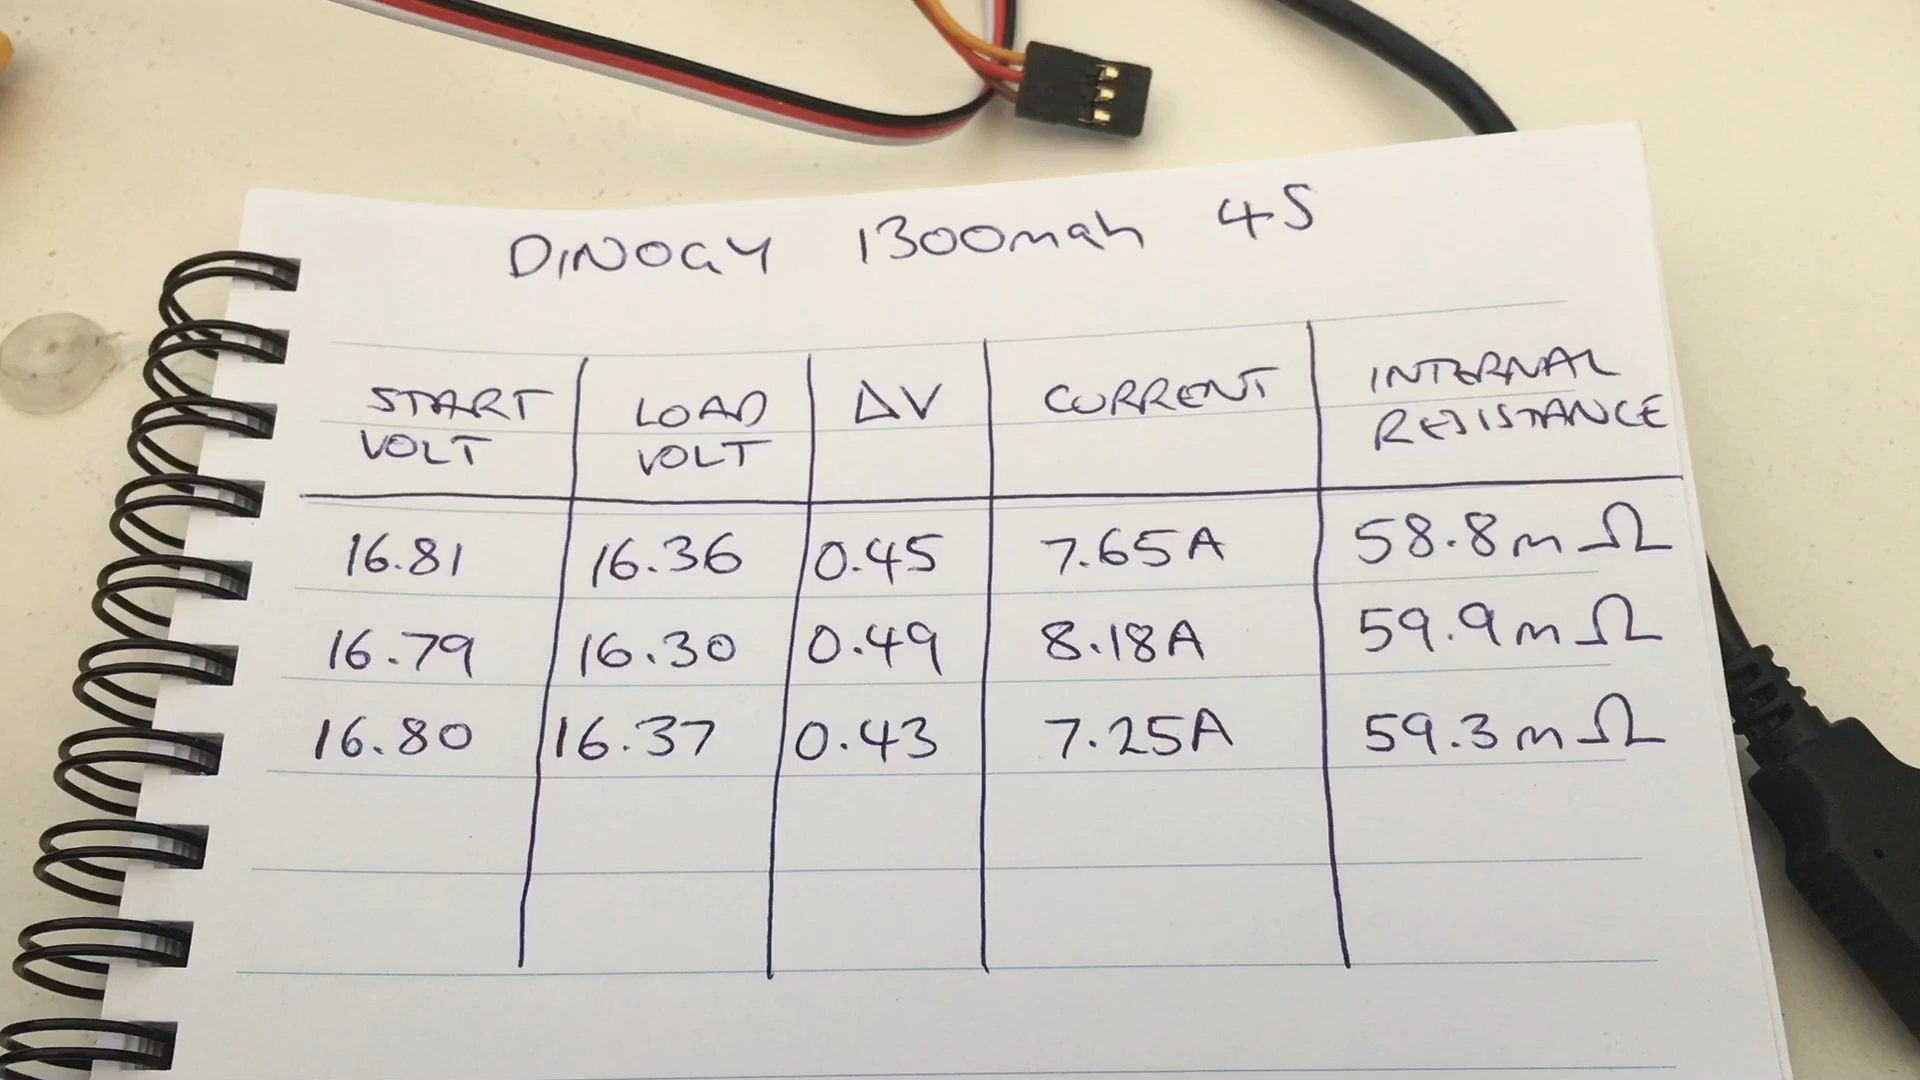 DINOGY 1300mah 4S
START VOLT LOAD VOLT ΔV CURRENT INTERNAL RESISTANCE
16.81 16.36 0.45 7.65A 58.8mΩ
16.79 16.30 0.49 8.18A 59.9mΩ
16.80 16.37 0.43 7.25A 59.3mΩ